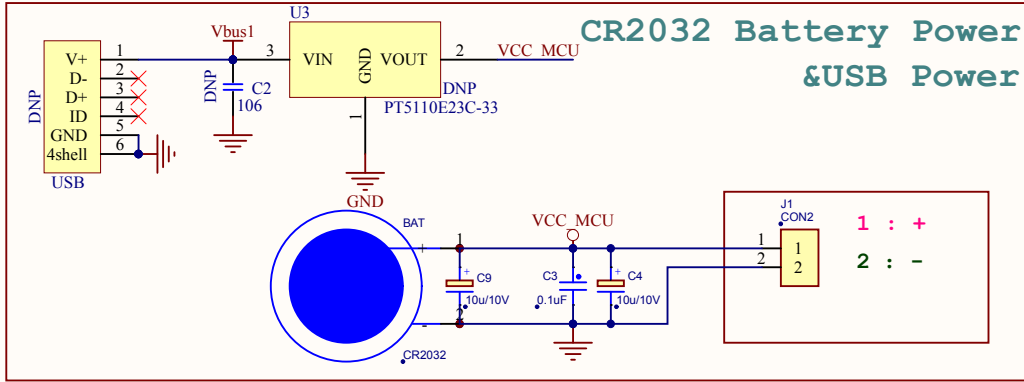 CR2032 Battery Power
&USB Power
U3
Vbus1
V+ 1
D- 2
D+ 3
ID 4
GND 5
4shell 6
DNP
USB
DNP
C2
106
3 VIN
GND
VOUT 2
1
VCC_MCU
DNP
PT5110E23C-33
GND
BAT
+ 1
- 2
CR2032
+
C9
10u/10V
VCC_MCU
C3
0.1uF
+
C4
10u/10V
J1
CON2
1 1
2 2
1 : +
2 : -